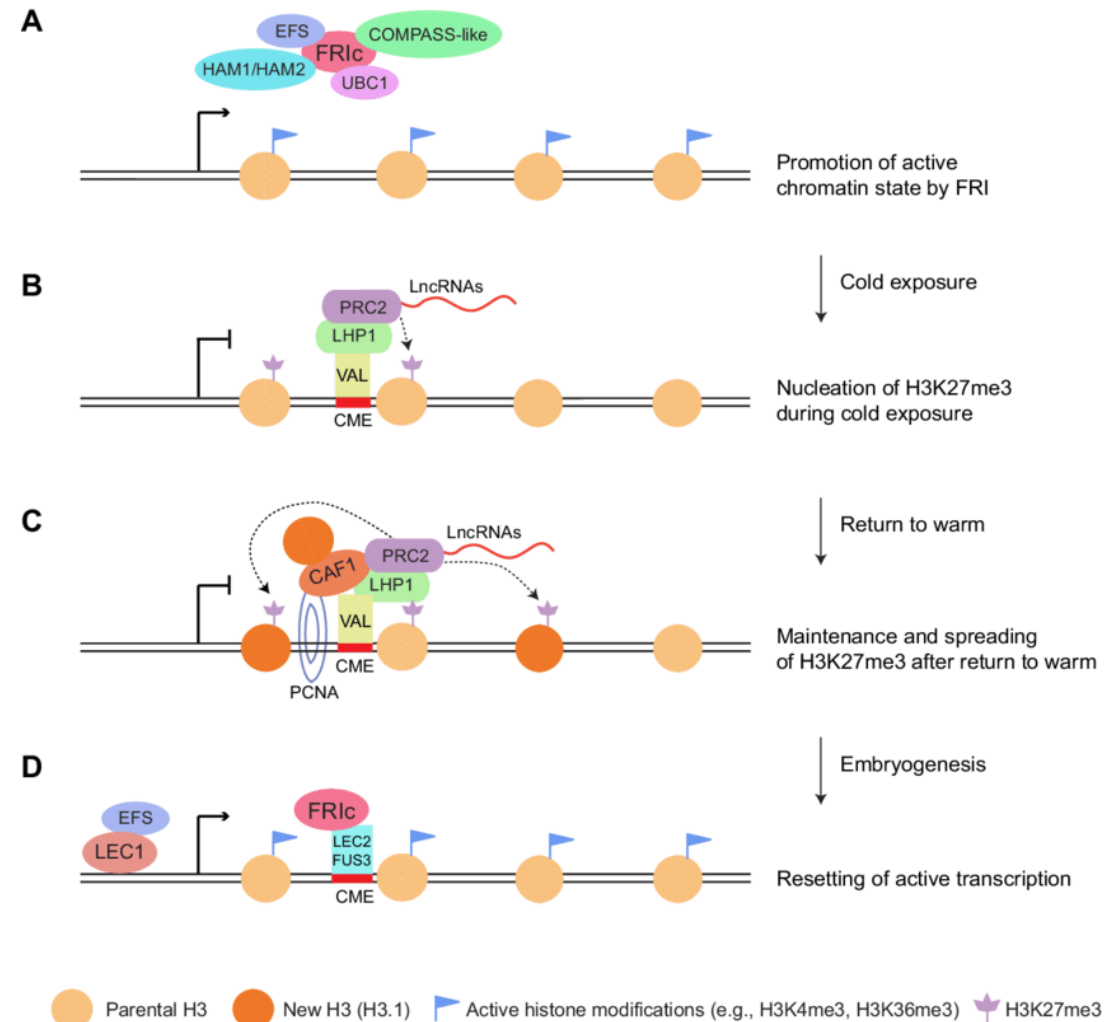 A
EFS
COMPASS-like
FRIc
HAM1/HAM2
UBC1
Promotion of active
chromatin state by FRI
Cold exposure
B
LncRNAs
PRC2
LHP1
VAL
CME
Nucleation of H3K27me3
during cold exposure
Return to warm
C
LncRNAs
PRC2
CAF1
LHP1
VAL
CME
PCNA
Maintenance and spreading
of H3K27me3 after return to warm
Embryogenesis
D
EFS
LEC1
FRIc
LEC2
FUS3
CME
Resetting of active transcription
Parental H3 New H3 (H3.1) Active histone modifications (e.g., H3K4me3, H3K36me3) H3K27me3